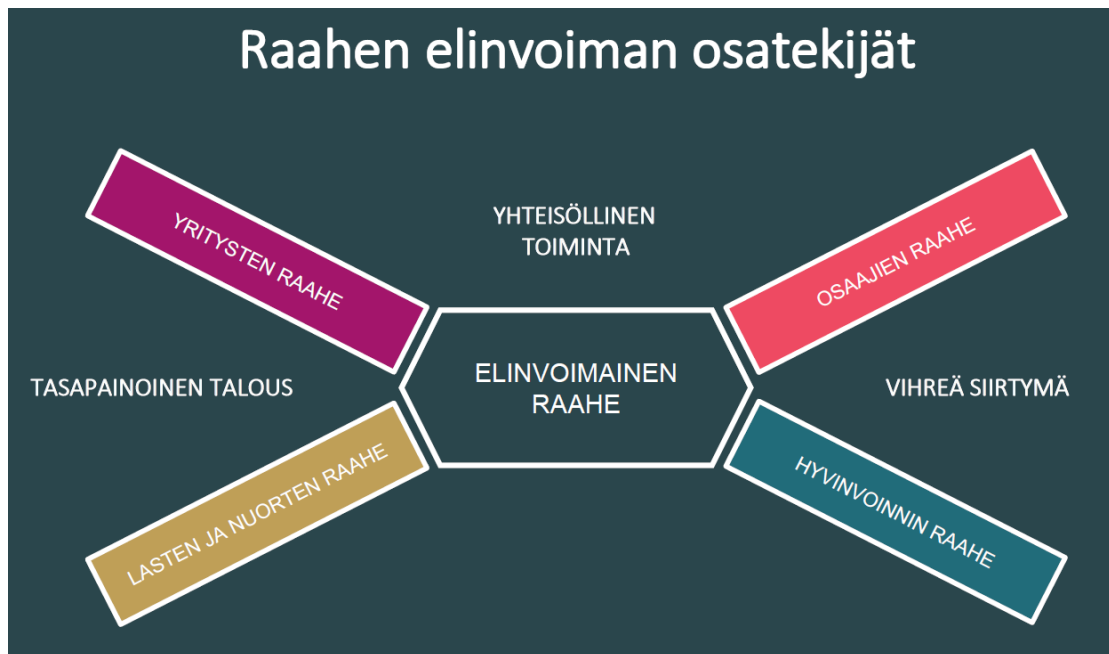 Raahen elinvoiman osatekijät
YRITYSTEN RAAHE
YHTEISÖLLINEN
TOIMINTA
OSAAJIEN RAAHE
TASAPAINOINEN TALOUS
ELINVOIMAINEN
RAAHE
VIHREÄ SIIRTYMÄ
LASTEN JA NUORTEN RAAHE
HYVINVOINNIN RAAHE